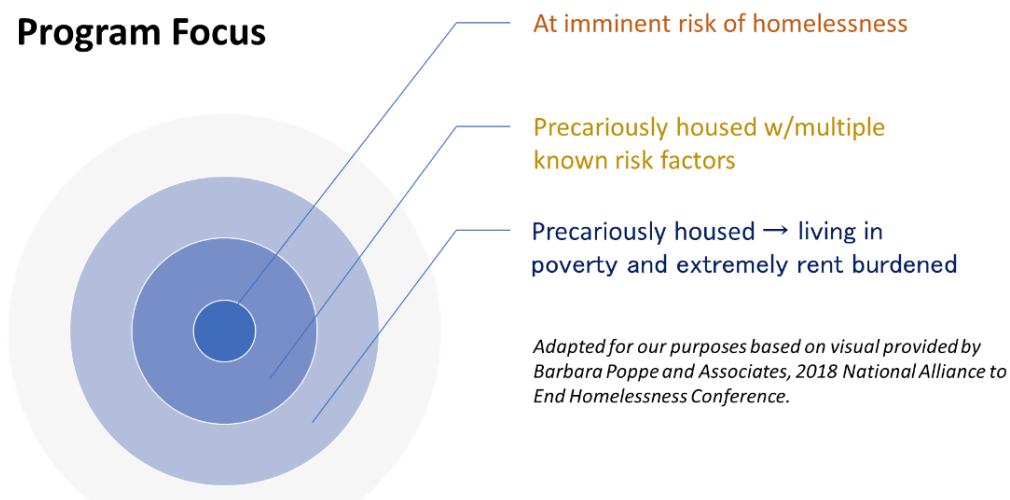 Program Focus
At imminent risk of homelessness
Precariously housed w/multiple
known risk factors
Precariously housed → living in
poverty and extremely rent burdened
Adapted for our purposes based on visual provided by
Barbara Poppe and Associates, 2018 National Alliance to
End Homelessness Conference.